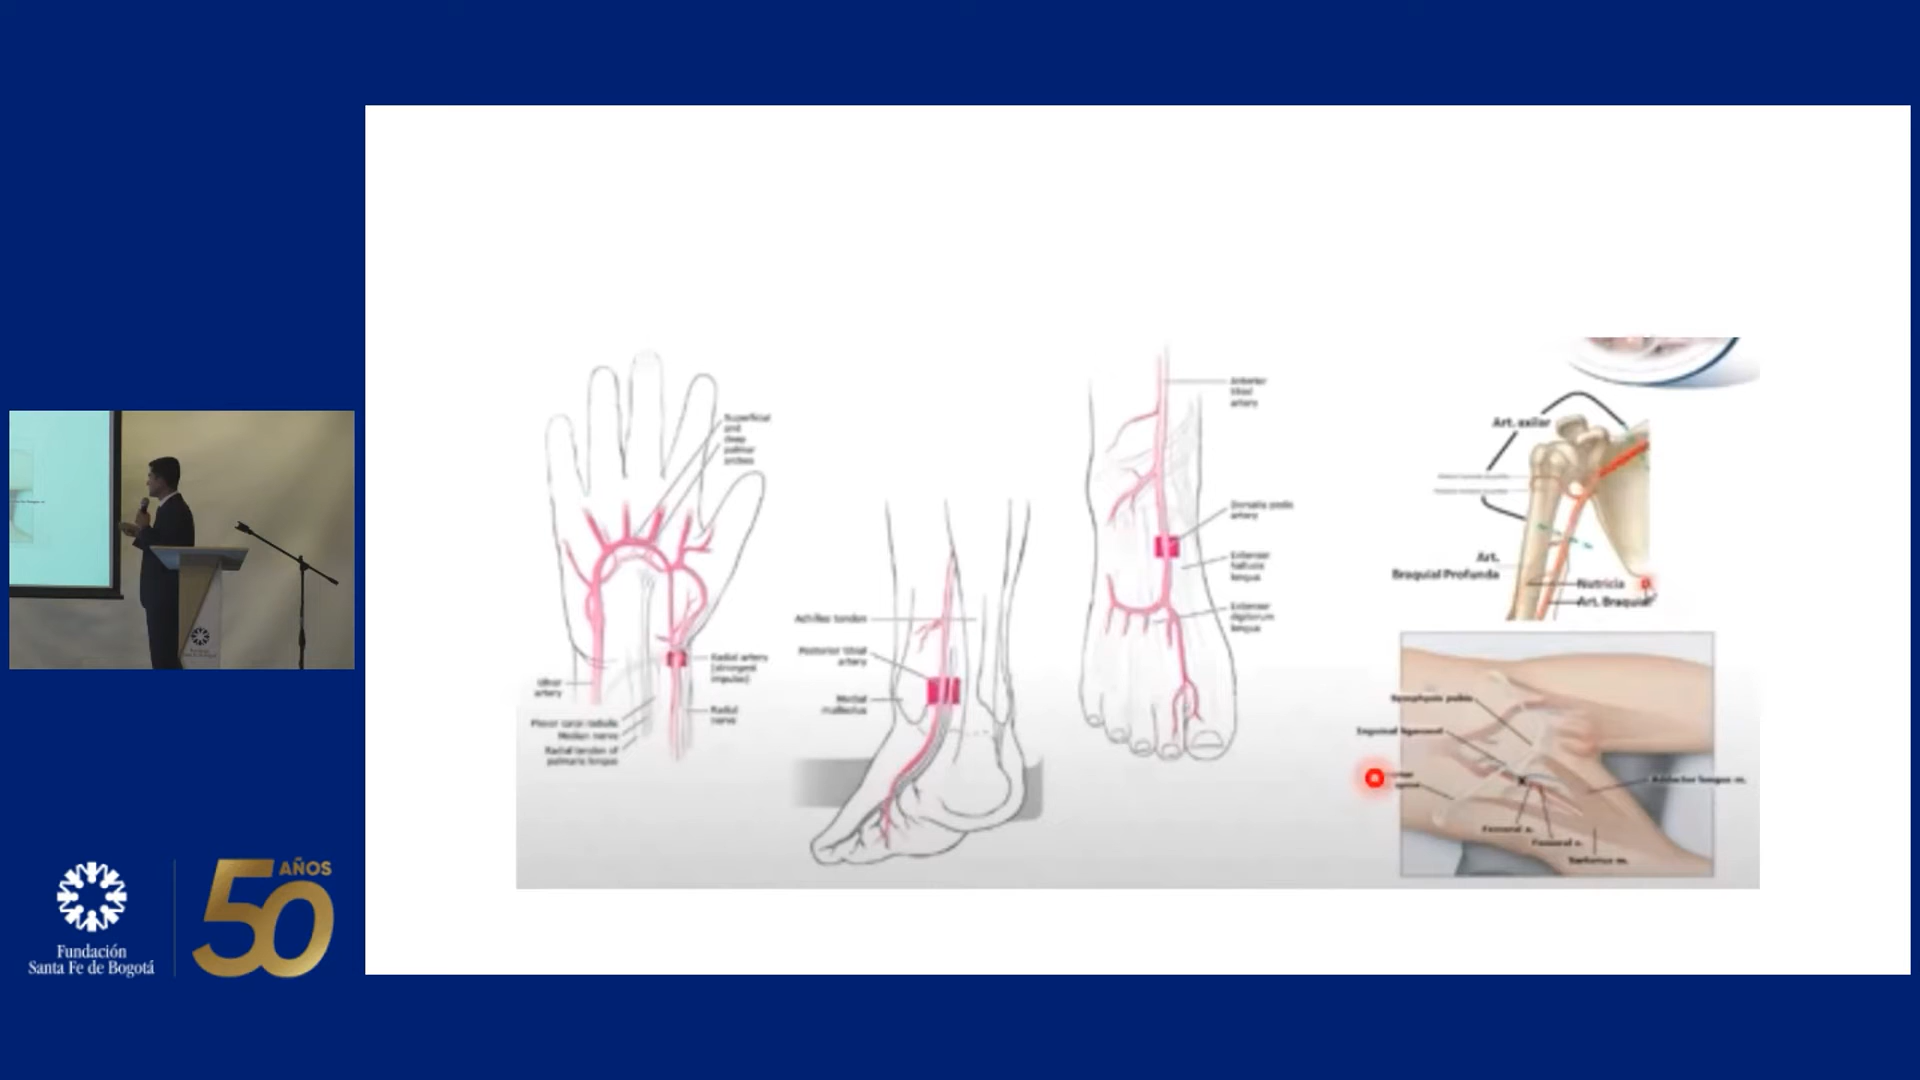 Superficial
and
deep
palmar
arches
Ulnar
artery
Radial artery
(strongest
impulse)
Radial
nerve
Median nerve
Radial tendon of
palmaris longus
Achilles tendon
Posterior tibial
artery
Medial
malleolus
Anterior
tibial
artery
Dorsalis pedis
artery
Extensor
hallucis
longus
Extensor
digitorum
longus
Art. axilar
Art.
Braquial Profunda
Nutricia
Art. Braquial
Symphysis pubis
Inguinal ligament
Adductor longus m.
Femoral a.
Femoral v.
Sartorius m.
Fundación
Santa Fe de Bogotá
50 AÑOS